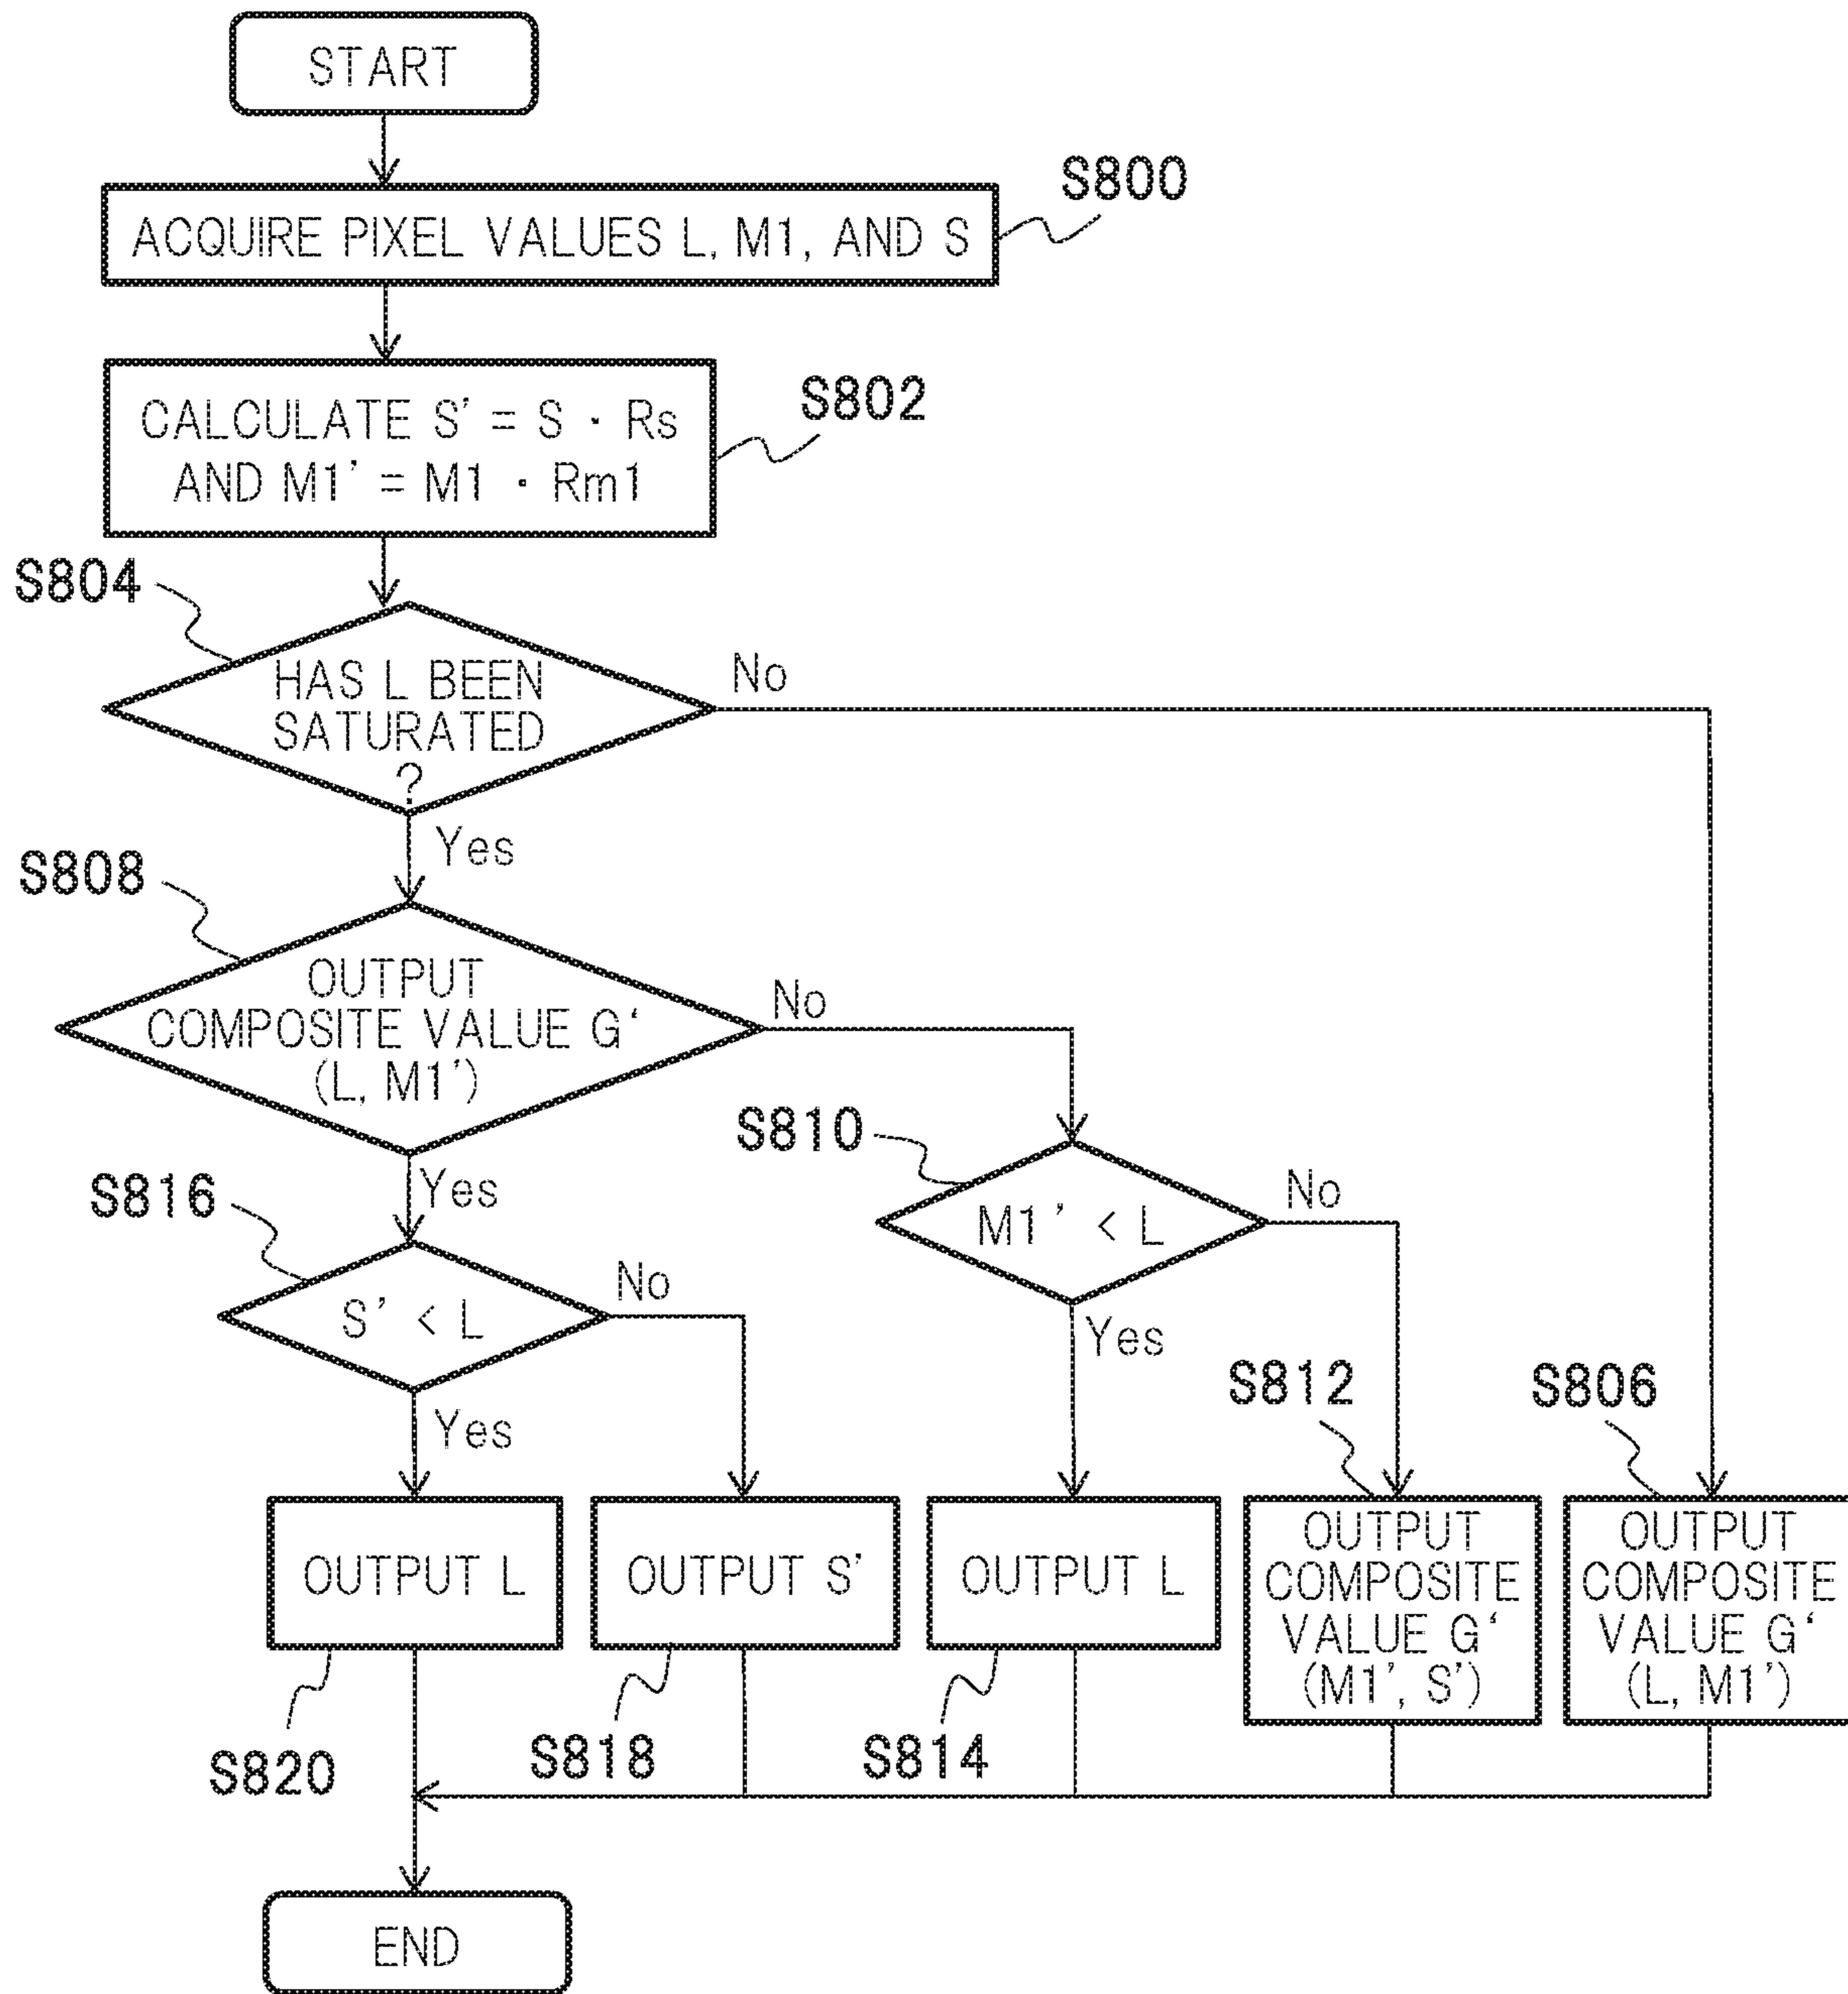 START
S800
ACQUIRE PIXEL VALUES L, M1, AND S
S802
CALCULATE S' = S · Rs
AND M1' = M1 · Rm1
S804
HAS L BEEN
SATURATED
?
No
Yes
S808
OUTPUT
COMPOSITE VALUE G‘
(L, M1')
No
Yes
S810
M1' < L
No
Yes
S816
S' < L
No
Yes
S812
S806
OUTPUT L
OUTPUT S'
OUTPUT L
OUTPUT
COMPOSITE
VALUE G‘
(M1', S')
OUTPUT
COMPOSITE
VALUE G‘
(L, M1')
S820
S818
S814
END